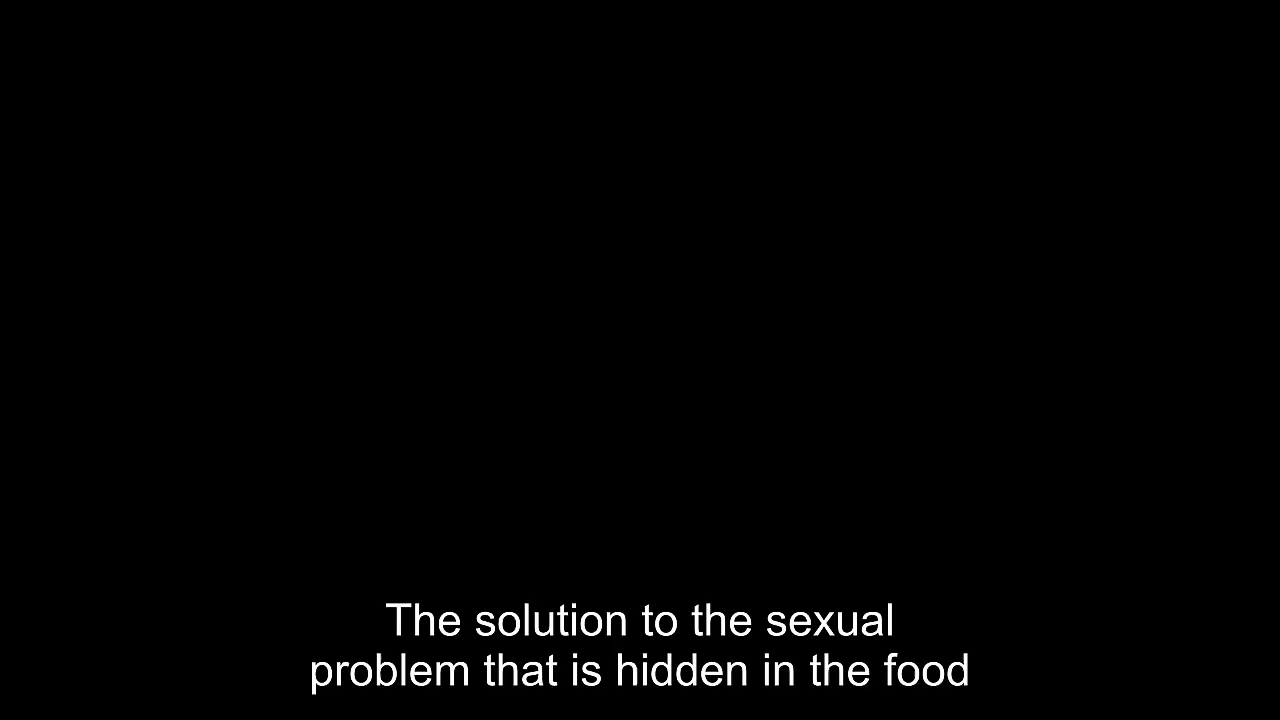 The solution to the sexual
problem that is hidden in the food